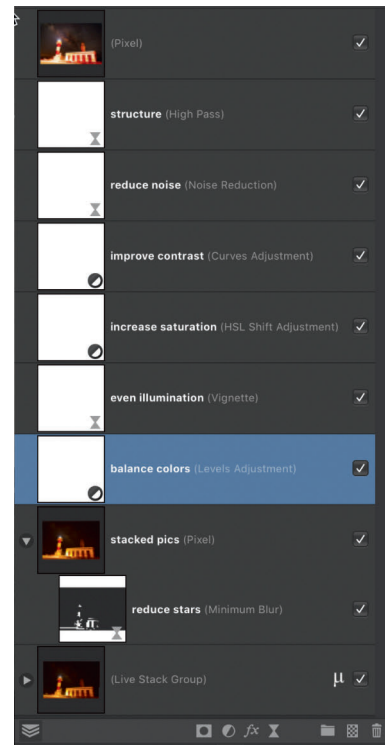 (Pixel)
structure (High Pass)
reduce noise (Noise Reduction)
improve contrast (Curves Adjustment)
increase saturation (HSL Shift Adjustment)
even illumination (Vignette)
balance colors (Levels Adjustment)
stacked pics (Pixel)
reduce stars (Minimum Blur)
(Live Stack Group) μ
fx